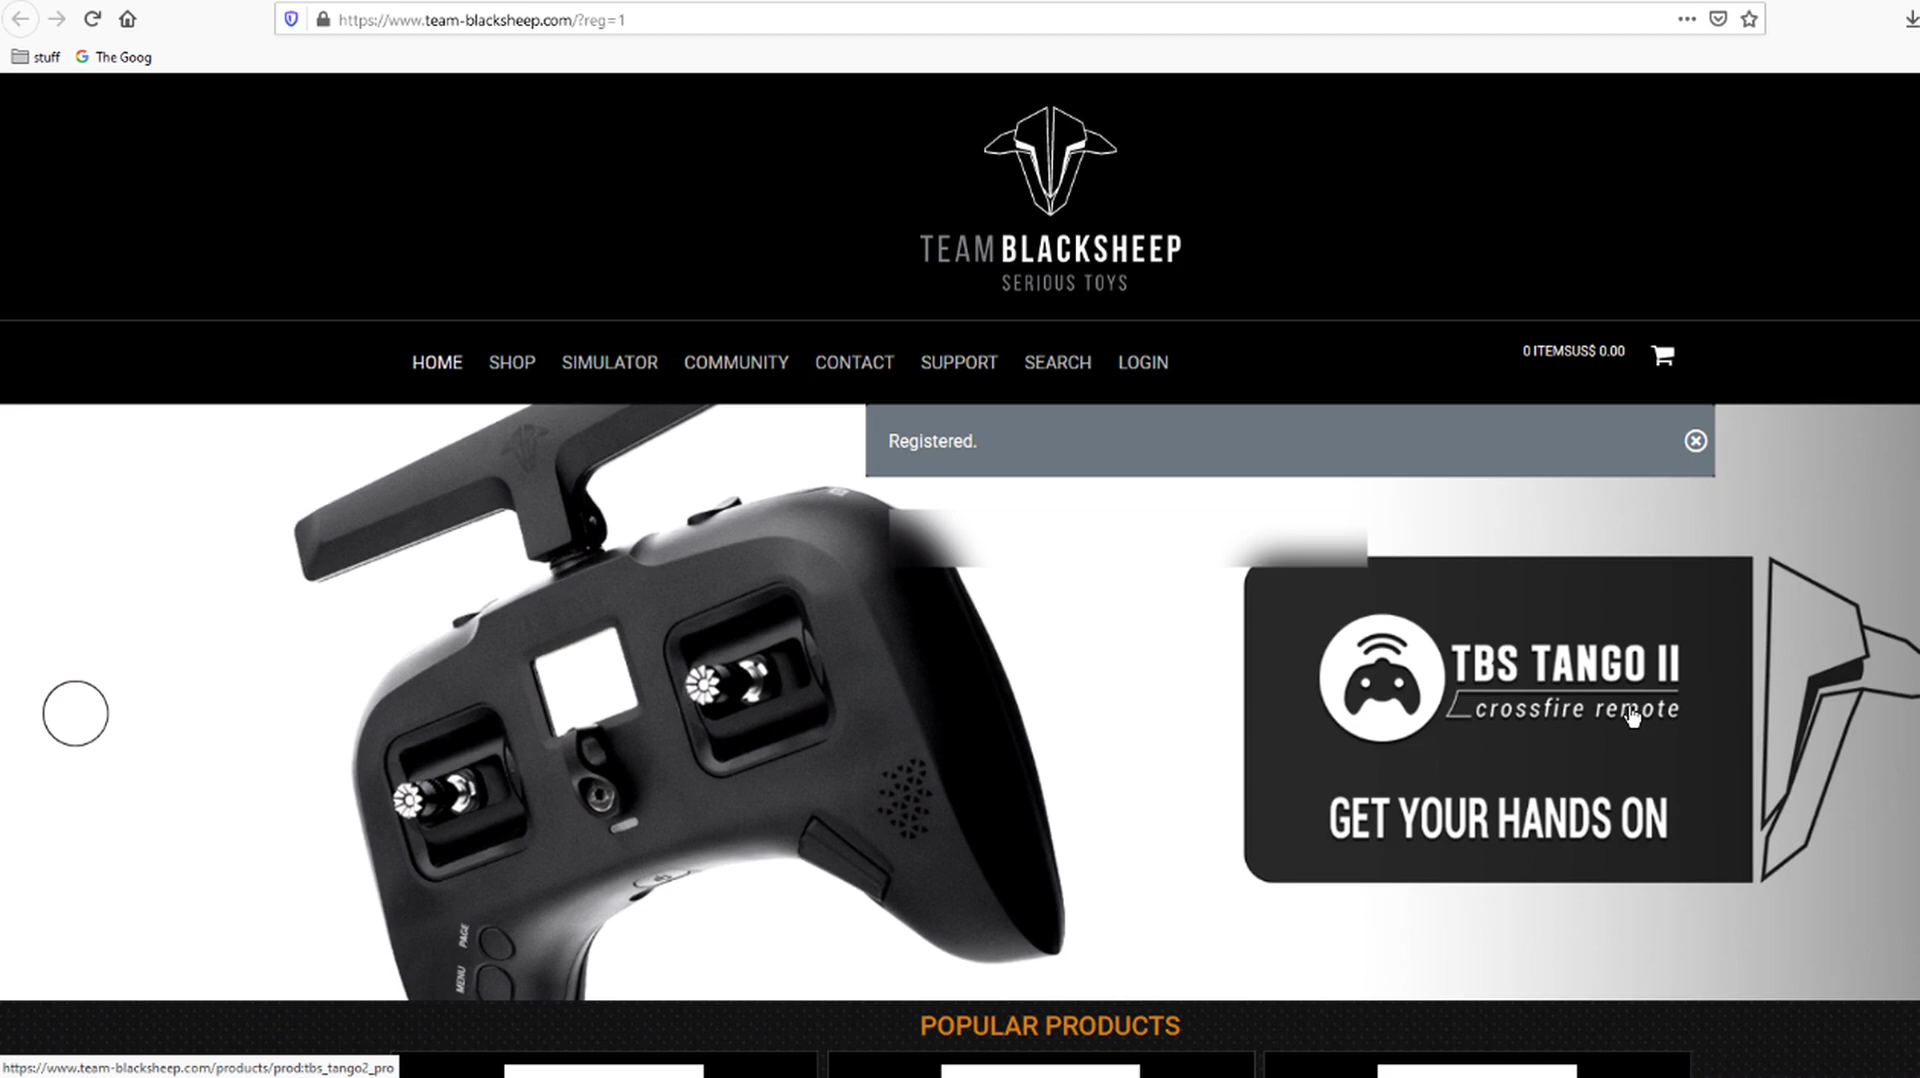 https://www.team-blacksheep.com/?reg=1
stuff
The Goog
TEAM BLACKSHEEP
SERIOUS TOYS
HOME SHOP SIMULATOR COMMUNITY CONTACT SUPPORT SEARCH LOGIN
0 ITEMSUS$ 0.00
Registered.
TBS TANGO II
crossfire remote
GET YOUR HANDS ON
PAGE
MENU
POPULAR PRODUCTS
https://www.team-blacksheep.com/products/prod:tbs_tango2_pro